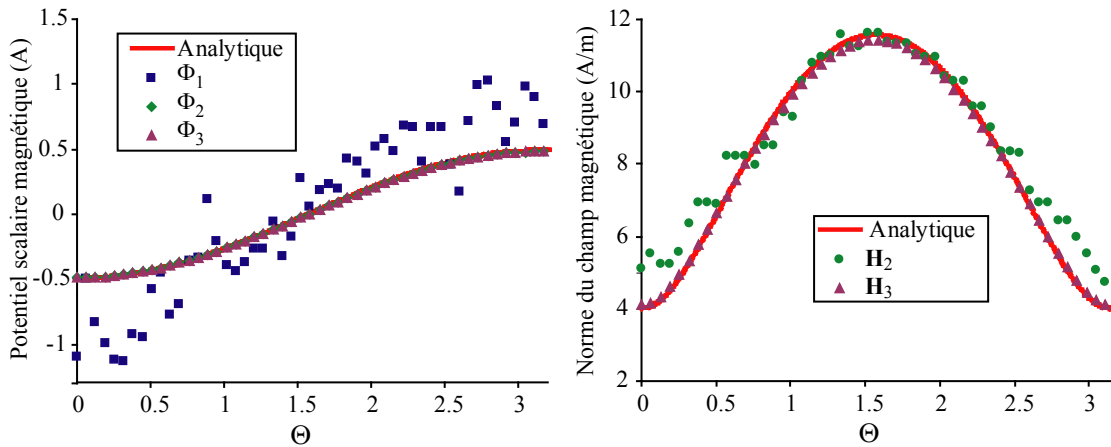 Potentiel scalaire magnétique (A)
1.5
1
0.5
0
-0.5
-1
Analytique
Φ1
Φ2
Φ3
0 0.5 1 1.5 2 2.5 3
Θ
Norme du champ magnétique (A/m)
12
10
8
6
4
2
Analytique
H2
H3
0 0.5 1 1.5 2 2.5 3
Θ